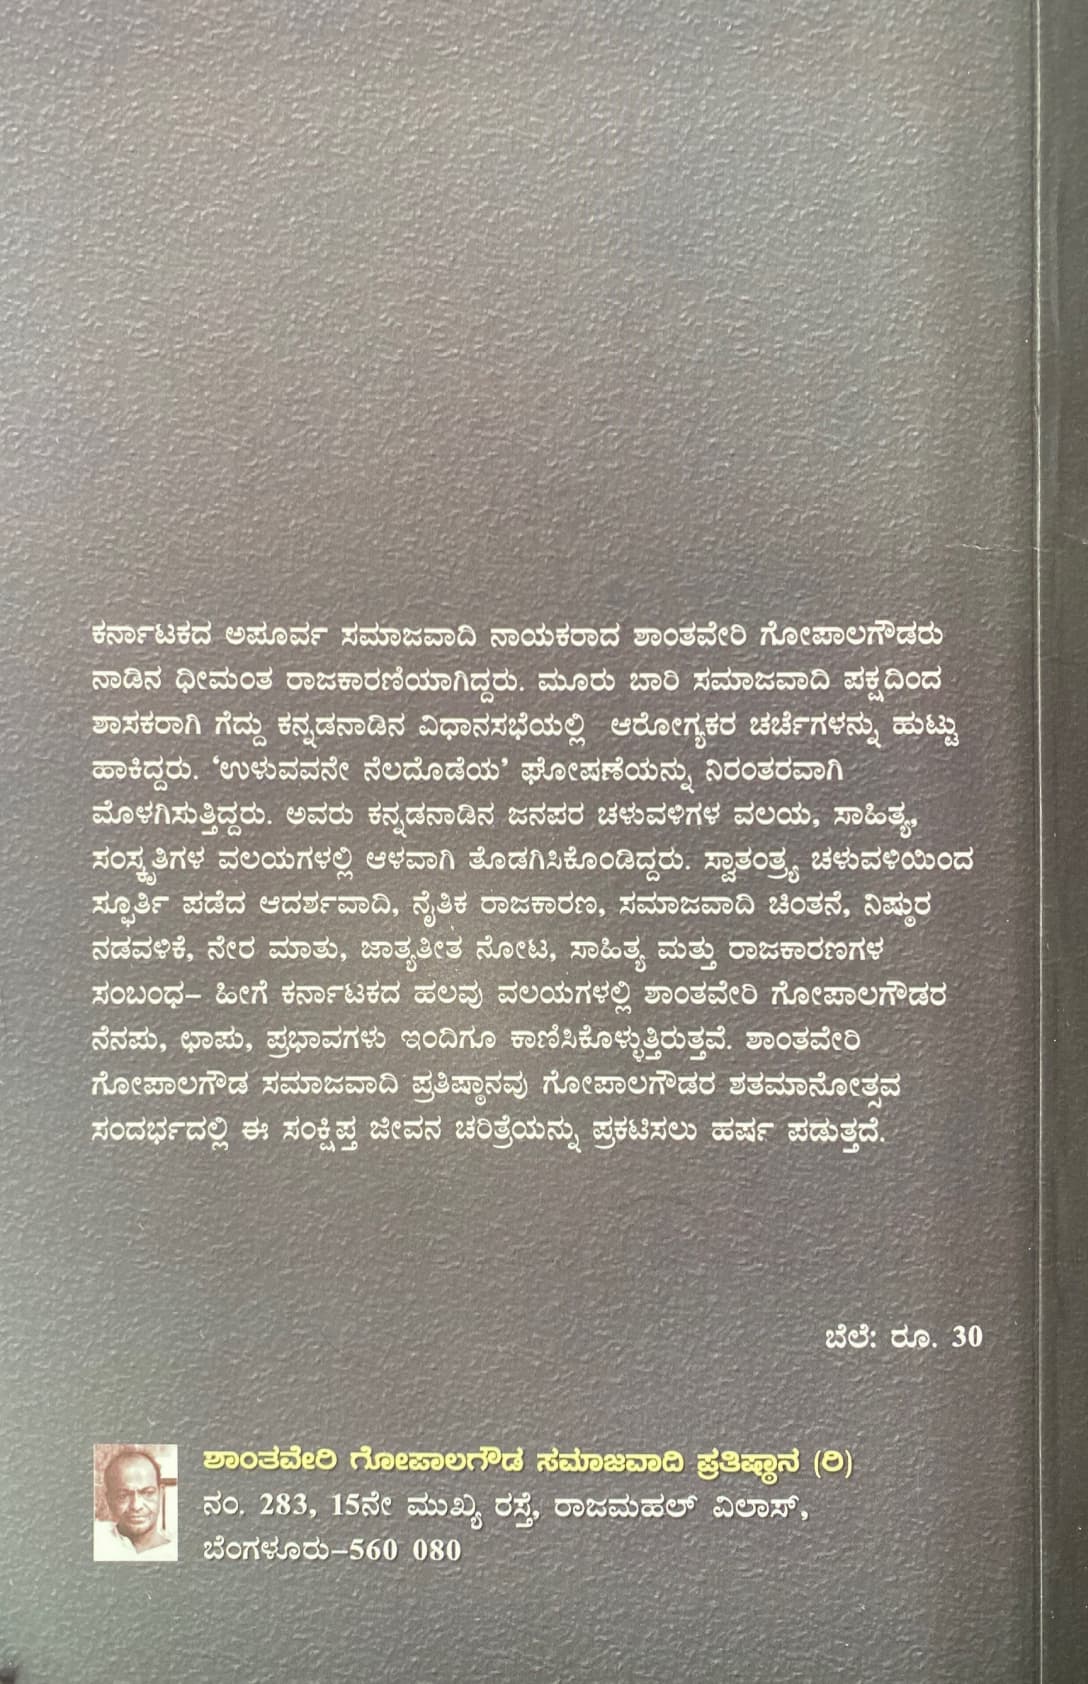 ಕರ್ನಾಟಕದ ಅಪೂರ್ವ ಸಮಾಜವಾದಿ ನಾಯಕರಾದ ಶಾಂತವೇರಿ ಗೋಪಾಲಗೌಡರು
ನಾಡಿನ ಧೀಮಂತ ರಾಜಕಾರಣಿಯಾಗಿದ್ದರು. ಮೂರು ಬಾರಿ ಸಮಾಜವಾದಿ ಪಕ್ಷದಿಂದ
ಶಾಸಕರಾಗಿ ಗೆದ್ದು ಕನ್ನಡನಾಡಿನ ವಿಧಾನಸಭೆಯಲ್ಲಿ ಆರೋಗ್ಯಕರ ಚರ್ಚೆಗಳನ್ನು ಹುಟ್ಟು
ಹಾಕಿದ್ದರು. ‘ಉಳುವವನೇ ನೆಲದೊಡೆಯ’ ಘೋಷಣೆಯನ್ನು ನಿರಂತರವಾಗಿ
ಮೊಳಗಿಸುತ್ತಿದ್ದರು. ಅವರು ಕನ್ನಡನಾಡಿನ ಜನಪರ ಚಳುವಳಿಗಳ ವಲಯ, ಸಾಹಿತ್ಯ,
ಸಂಸ್ಕೃತಿಗಳ ವಲಯಗಳಲ್ಲಿ ಆಳವಾಗಿ ತೊಡಗಿಸಿಕೊಂಡಿದ್ದರು. ಸ್ವಾತಂತ್ರ್ಯ ಚಳುವಳಿಯಿಂದ
ಸ್ಫೂರ್ತಿ ಪಡೆದ ಆದರ್ಶವಾದಿ, ನೈತಿಕ ರಾಜಕಾರಣ, ಸಮಾಜವಾದಿ ಚಿಂತನೆ, ನಿಷ್ಠುರ
ನಡವಳಿಕೆ, ನೇರ ಮಾತು, ಜಾತ್ಯತೀತ ನೋಟ, ಸಾಹಿತ್ಯ ಮತ್ತು ರಾಜಕಾರಣಗಳ
ಸಂಬಂಧ– ಹೀಗೆ ಕರ್ನಾಟಕದ ಹಲವು ವಲಯಗಳಲ್ಲಿ ಶಾಂತವೇರಿ ಗೋಪಾಲಗೌಡರ
ನೆನಪು, ಛಾಪು, ಪ್ರಭಾವಗಳು ಇಂದಿಗೂ ಕಾಣಿಸಿಕೊಳ್ಳುತ್ತಿರುತ್ತವೆ. ಶಾಂತವೇರಿ
ಗೋಪಾಲಗೌಡ ಸಮಾಜವಾದಿ ಪ್ರತಿಷ್ಠಾನವು ಗೋಪಾಲಗೌಡರ ಶತಮಾನೋತ್ಸವ
ಸಂದರ್ಭದಲ್ಲಿ ಈ ಸಂಕ್ಷಿಪ್ತ ಜೀವನ ಚರಿತ್ರೆಯನ್ನು ಪ್ರಕಟಿಸಲು ಹರ್ಷ ಪಡುತ್ತದೆ.
ಬೆಲೆ: ರೂ. 30
ಶಾಂತವೇರಿ ಗೋಪಾಲಗೌಡ ಸಮಾಜವಾದಿ ಪ್ರತಿಷ್ಠಾನ (ರಿ)
ನಂ. 283, 15ನೇ ಮುಖ್ಯ ರಸ್ತೆ, ರಾಜಮಹಲ್ ವಿಲಾಸ್,
ಬೆಂಗಳೂರು–560 080